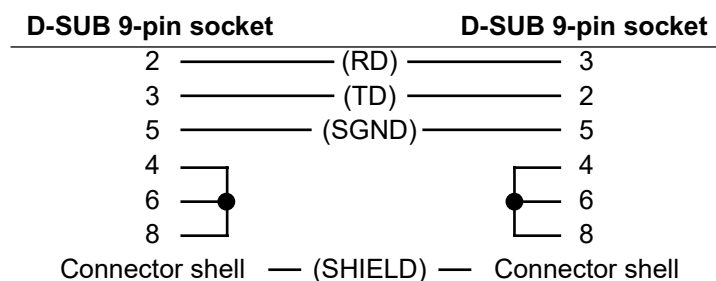 D-SUB 9-pin socket D-SUB 9-pin socket
2 (RD) 3
3 (TD) 2
5 (SGND) 5
4 4
6 6
8 8
Connector shell (SHIELD) Connector shell